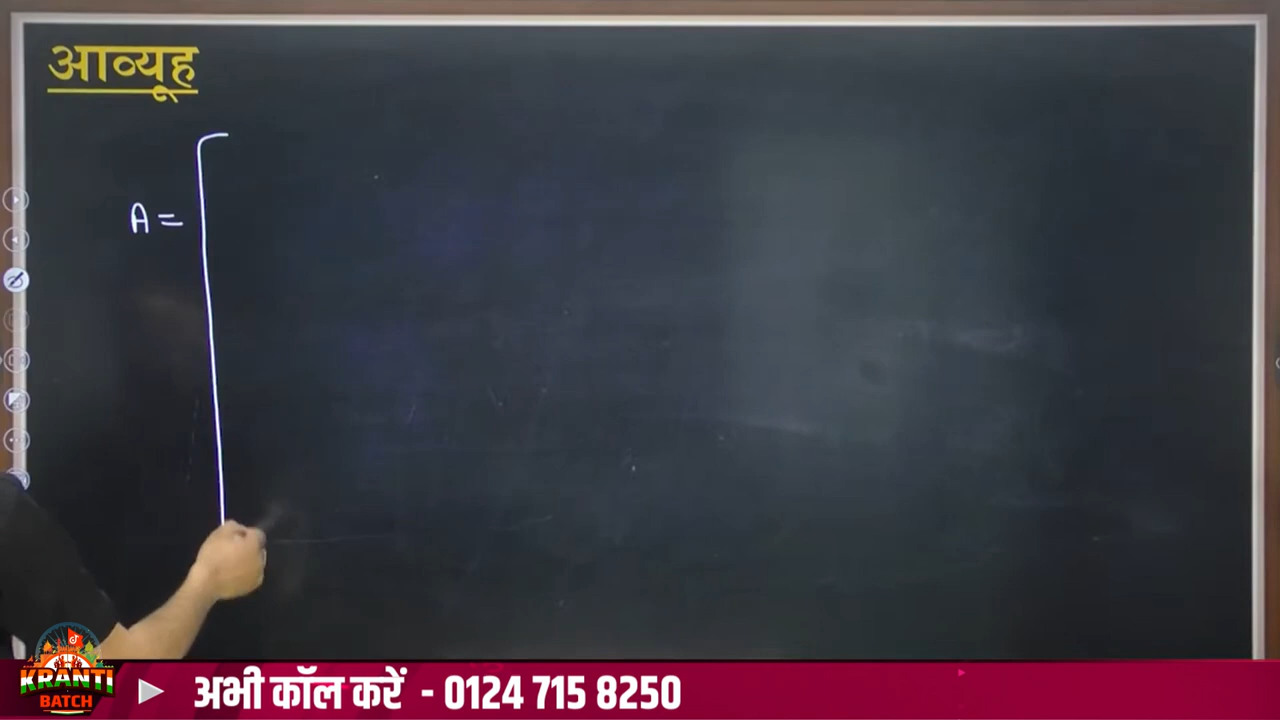 आव्यूह
A = [
KRANTI
BATCH
अभी कॉल करें - 0124 715 8250